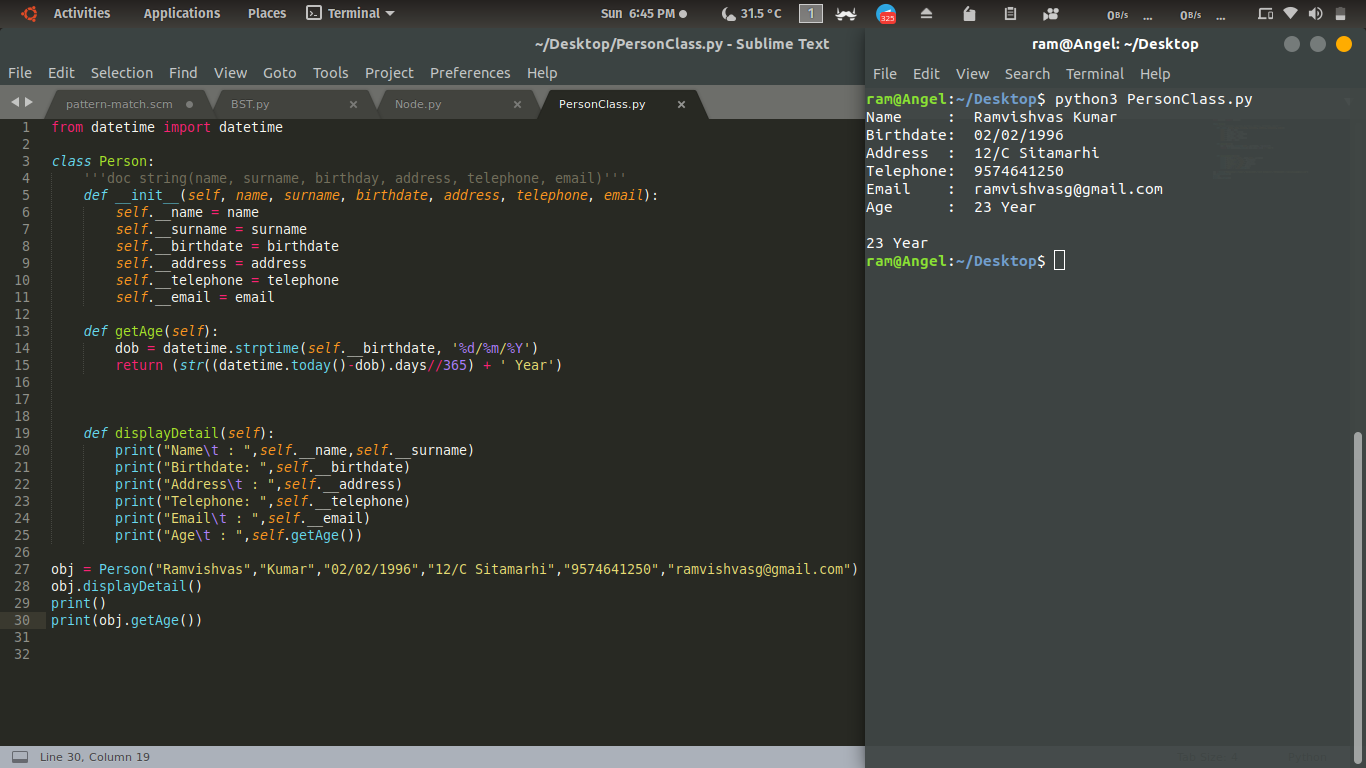 Activities Applications Places Terminal Sun 6:45 PM 31.5 °C 1 325 0 B/s ... 0 B/s ...
~/Desktop/PersonClass.py - Sublime Text
File Edit Selection Find View Goto Tools Project Preferences Help
pattern-match.scm BST.py Node.py PersonClass.py
1 from datetime import datetime
2
3 class Person:
4     '''doc string(name, surname, birthday, address, telephone, email)'''
5     def __init__(self, name, surname, birthdate, address, telephone, email):
6         self.__name = name
7         self.__surname = surname
8         self.__birthdate = birthdate
9         self.__address = address
10         self.__telephone = telephone
11         self.__email = email
12
13     def getAge(self):
14         dob = datetime.strptime(self.__birthdate, '%d/%m/%Y')
15         return (str((datetime.today()-dob).days//365) + ' Year')
16
17
18
19     def displayDetail(self):
20         print("Name\t : ",self.__name,self.__surname)
21         print("Birthdate: ",self.__birthdate)
22         print("Address\t : ",self.__address)
23         print("Telephone: ",self.__telephone)
24         print("Email\t : ",self.__email)
25         print("Age\t : ",self.getAge())
26
27 obj = Person("Ramvishvas","Kumar","02/02/1996","12/C Sitamarhi","9574641250","ramvishvasg@gmail.com")
28 obj.displayDetail()
29 print()
30 print(obj.getAge())
31
32
Line 30, Column 19
ram@Angel: ~/Desktop
File Edit View Search Terminal Help
ram@Angel:~/Desktop$ python3 PersonClass.py
Name     :  Ramvishvas Kumar
Birthdate:  02/02/1996
Address  :  12/C Sitamarhi
Telephone:  9574641250
Email    :  ramvishvasg@gmail.com
Age      :  23 Year

23 Year
ram@Angel:~/Desktop$